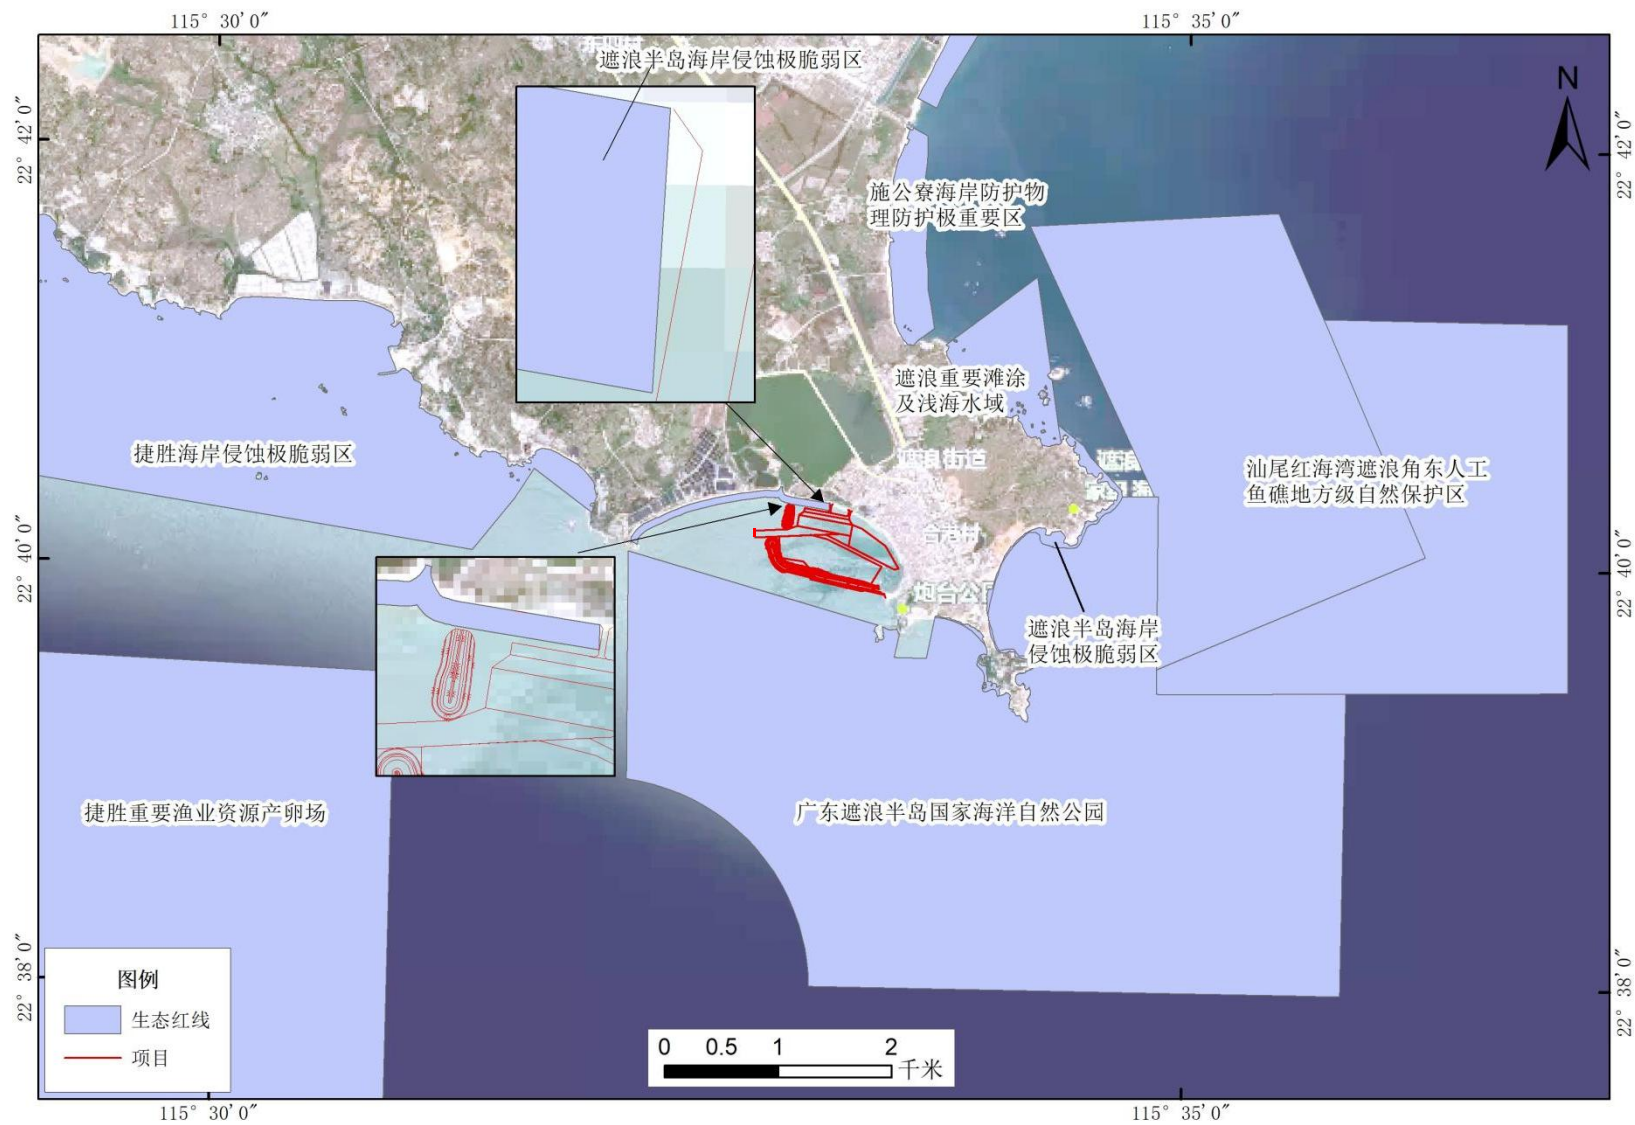 115° 30′0″
115° 35′0″
东四村
遮浪半岛海岸侵蚀极脆弱区
N
22° 42′0″
22° 42′0″
施公寮海岸防护物
理防护极重要区
遮浪重要滩涂
及浅海水域
捷胜海岸侵蚀极脆弱区
遮浪街道
遮浪
汕尾红海湾遮浪角东人工
鱼礁地方级自然保护区
22° 40′0″
22° 40′0″
炮台公
遮浪半岛海岸
侵蚀极脆弱区
捷胜重要渔业资源产卵场
广东遮浪半岛国家海洋自然公园
22° 38′0″
22° 38′0″
图例
生态红线
项目
0 0.5 1 2
千米
115° 30′0″
115° 35′0″